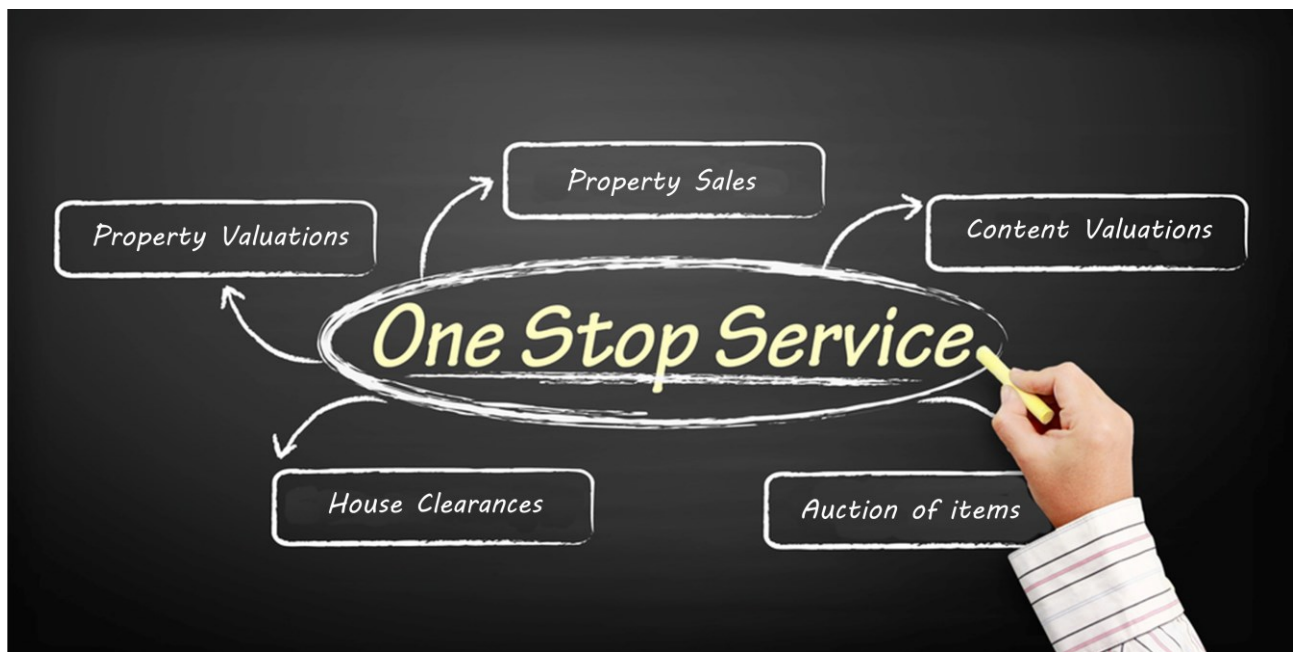 Property Sales
Property Valuations
Content Valuations
One Stop Service
House Clearances
Auction of items